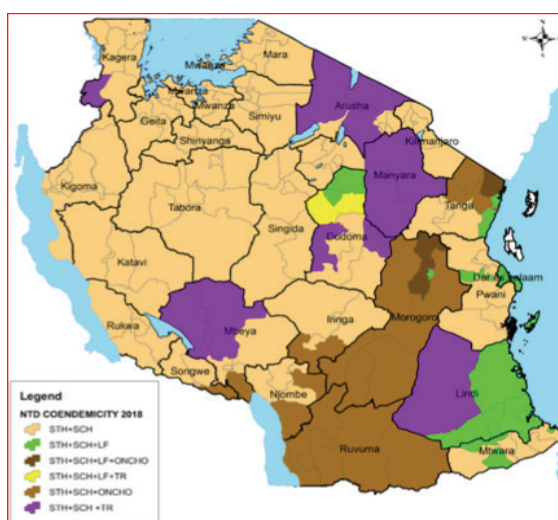 N
Kagera
Mwanza
Mara
Mwanza
Mwanza
Geita
Simiyu
Shinyanga
Arusha
Kilimanjaro
Kigoma
Tabora
Manyara
Tanga
Singida
Dodoma
Katavi
Dar es Salaam
Pwani
Morogoro
Iringa
Rukwa
Mbeya
Songwe
Njombe
Lindi
Ruvuma
Mtwara
Legend
NTD COENDEMICITY 2018
STH+SCH
STH+SCH+LF
STH+SCH+LF+ONCHO
STH+SCH+LF+TR
STH+SCH+ONCHO
STH+SCH +TR